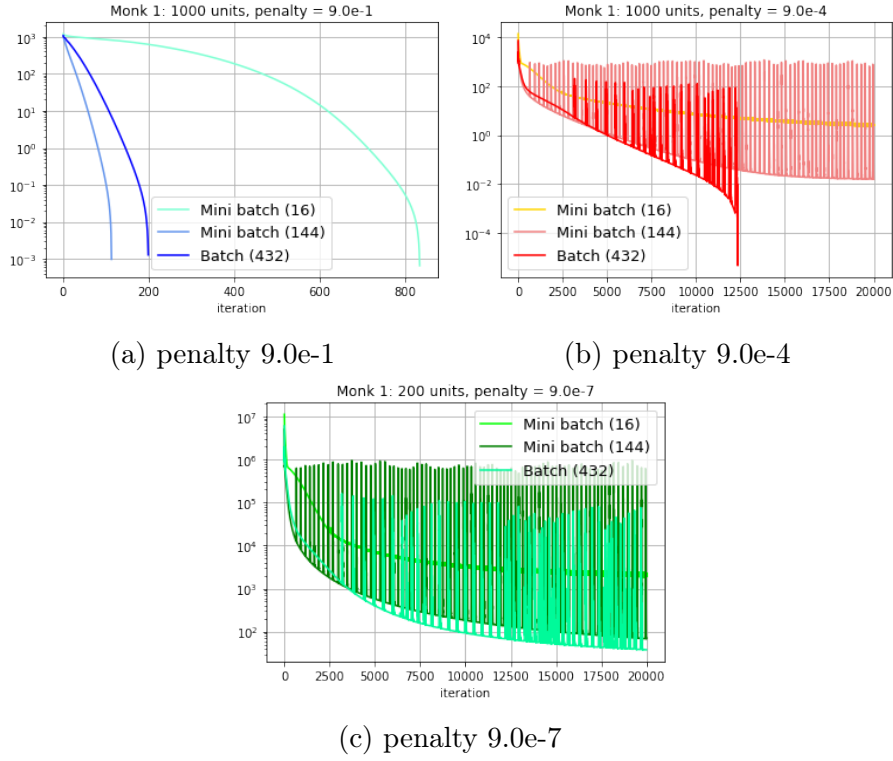 Monk 1: 1000 units, penalty = 9.0e-1
10³
10²
10¹
10⁰
10⁻¹
10⁻²
10⁻³
Mini batch (16)
Mini batch (144)
Batch (432)
0 200 400 600 800
iteration
(a) penalty 9.0e-1
Monk 1: 1000 units, penalty = 9.0e-4
10⁴
10²
10⁰
10⁻²
10⁻⁴
Mini batch (16)
Mini batch (144)
Batch (432)
0 2500 5000 7500 10000 12500 15000 17500 20000
iteration
(b) penalty 9.0e-4
Monk 1: 200 units, penalty = 9.0e-7
10⁷
10⁶
10⁵
10⁴
10³
10²
Mini batch (16)
Mini batch (144)
Batch (432)
0 2500 5000 7500 10000 12500 15000 17500 20000
iteration
(c) penalty 9.0e-7